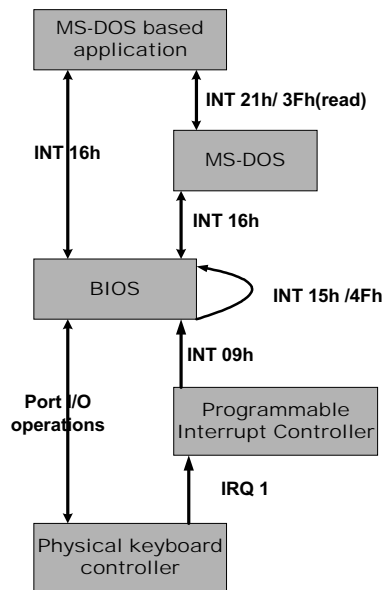 MS-DOS based
application
INT 21h/ 3Fh(read)
INT 16h
MS-DOS
INT 16h
BIOS
INT 15h /4Fh
INT 09h
Port I/O
operations
Programmable
Interrupt Controller
IRQ 1
Physical keyboard
controller